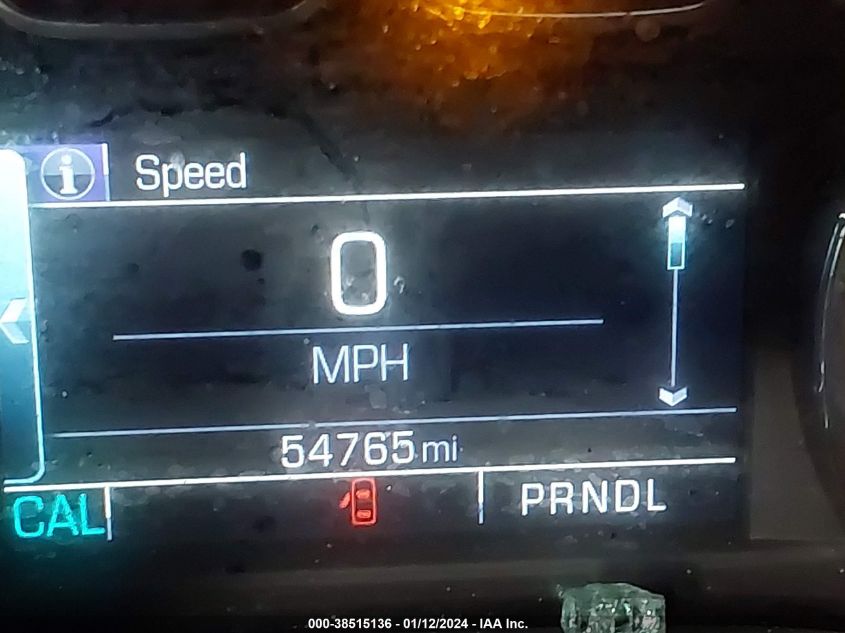 i Speed
0
MPH
54765 mi
CAL PRNDL
000-38515136 - 01/12/2024 - IAA Inc.